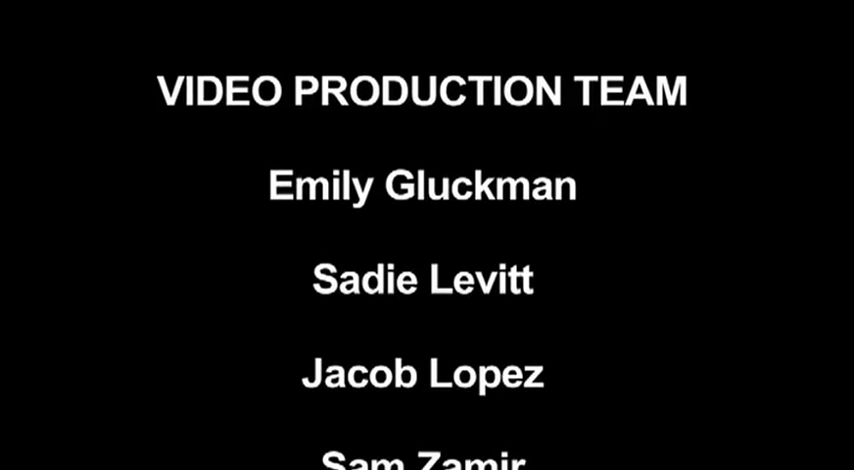 VIDEO PRODUCTION TEAM
Emily Gluckman
Sadie Levitt
Jacob Lopez
Sam Zamir